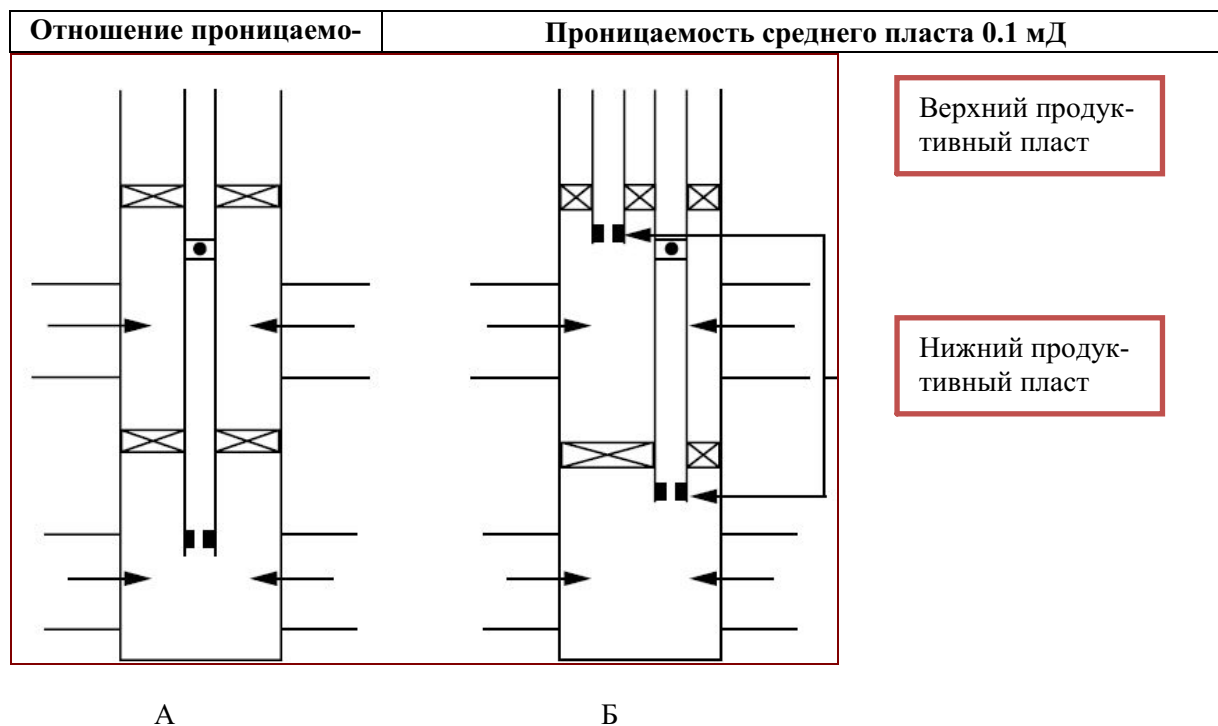 Отношение проницаемо-
Проницаемость среднего пласта 0.1 мД
Верхний продук-
тивный пласт
Нижний продук-
тивный пласт
А
Б